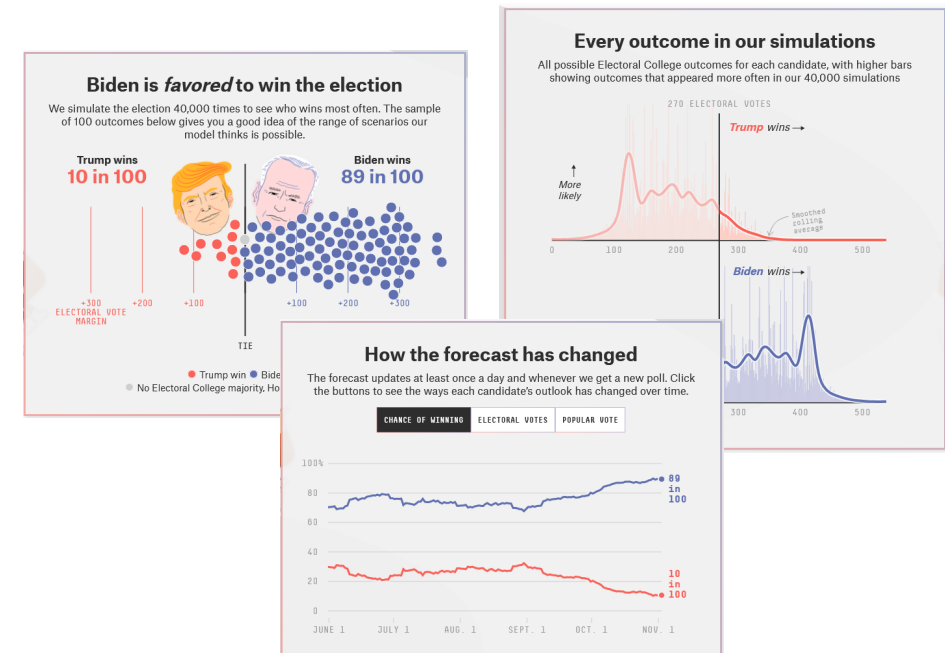 Biden is favored to win the election
We simulate the election 40,000 times to see who wins most often. The sample
of 100 outcomes below gives you a good idea of the range of scenarios our
model thinks is possible.
Trump wins
10 in 100
Biden wins
89 in 100
+300
ELECTORAL VOTE
MARGIN
+200
+100
+100
+200
+300
TIE
Trump win
No Electoral College majority,
Every outcome in our simulations
All possible Electoral College outcomes for each candidate, with higher bars
showing outcomes that appeared more often in our 40,000 simulations
270 ELECTORAL VOTES
Trump wins→
↑
More
likely
Smoothed
rolling
average
0 100 200 300 400 500
Biden wins→
300 400 500
How the forecast has changed
The forecast updates at least once a day and whenever we get a new poll. Click
the buttons to see the ways each candidate's outlook has changed over time.
CHANCE OF WINNING ELECTORAL VOTES POPULAR VOTE
100%
80
60
40
20
0
89
in
100
10
in
100
JUNE 1 JULY 1 AUG. 1 SEPT. 1 OCT. 1 NOV. 1